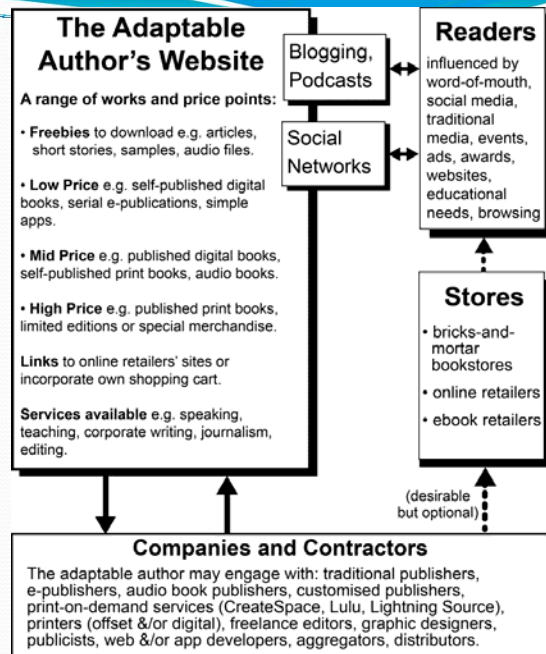 The Adaptable
Author's Website
A range of works and price points:
• Freebies to download e.g. articles,
short stories, samples, audio files.
• Low Price e.g. self-published digital
books, serial e-publications, simple
apps.
• Mid Price e.g. published digital books,
self-published print books, audio books.
• High Price e.g. published print books,
limited editions or special merchandise.
Links to online retailers' sites or
incorporate own shopping cart.
Services available e.g. speaking,
teaching, corporate writing, journalism,
editing.
Blogging,
Podcasts
Social
Networks
Readers
influenced by
word-of-mouth,
social media,
traditional
media, events,
ads, awards,
websites,
educational
needs, browsing
Stores
• bricks-and-
mortar
bookstores
• online retailers
• ebook retailers
(desirable
but optional)
Companies and Contractors
The adaptable author may engage with: traditional publishers,
e-publishers, audio book publishers, customised publishers,
print-on-demand services (CreateSpace, Lulu, Lightning Source),
printers (offset &/or digital), freelance editors, graphic designers,
publicists, web &/or app developers, aggregators, distributors.